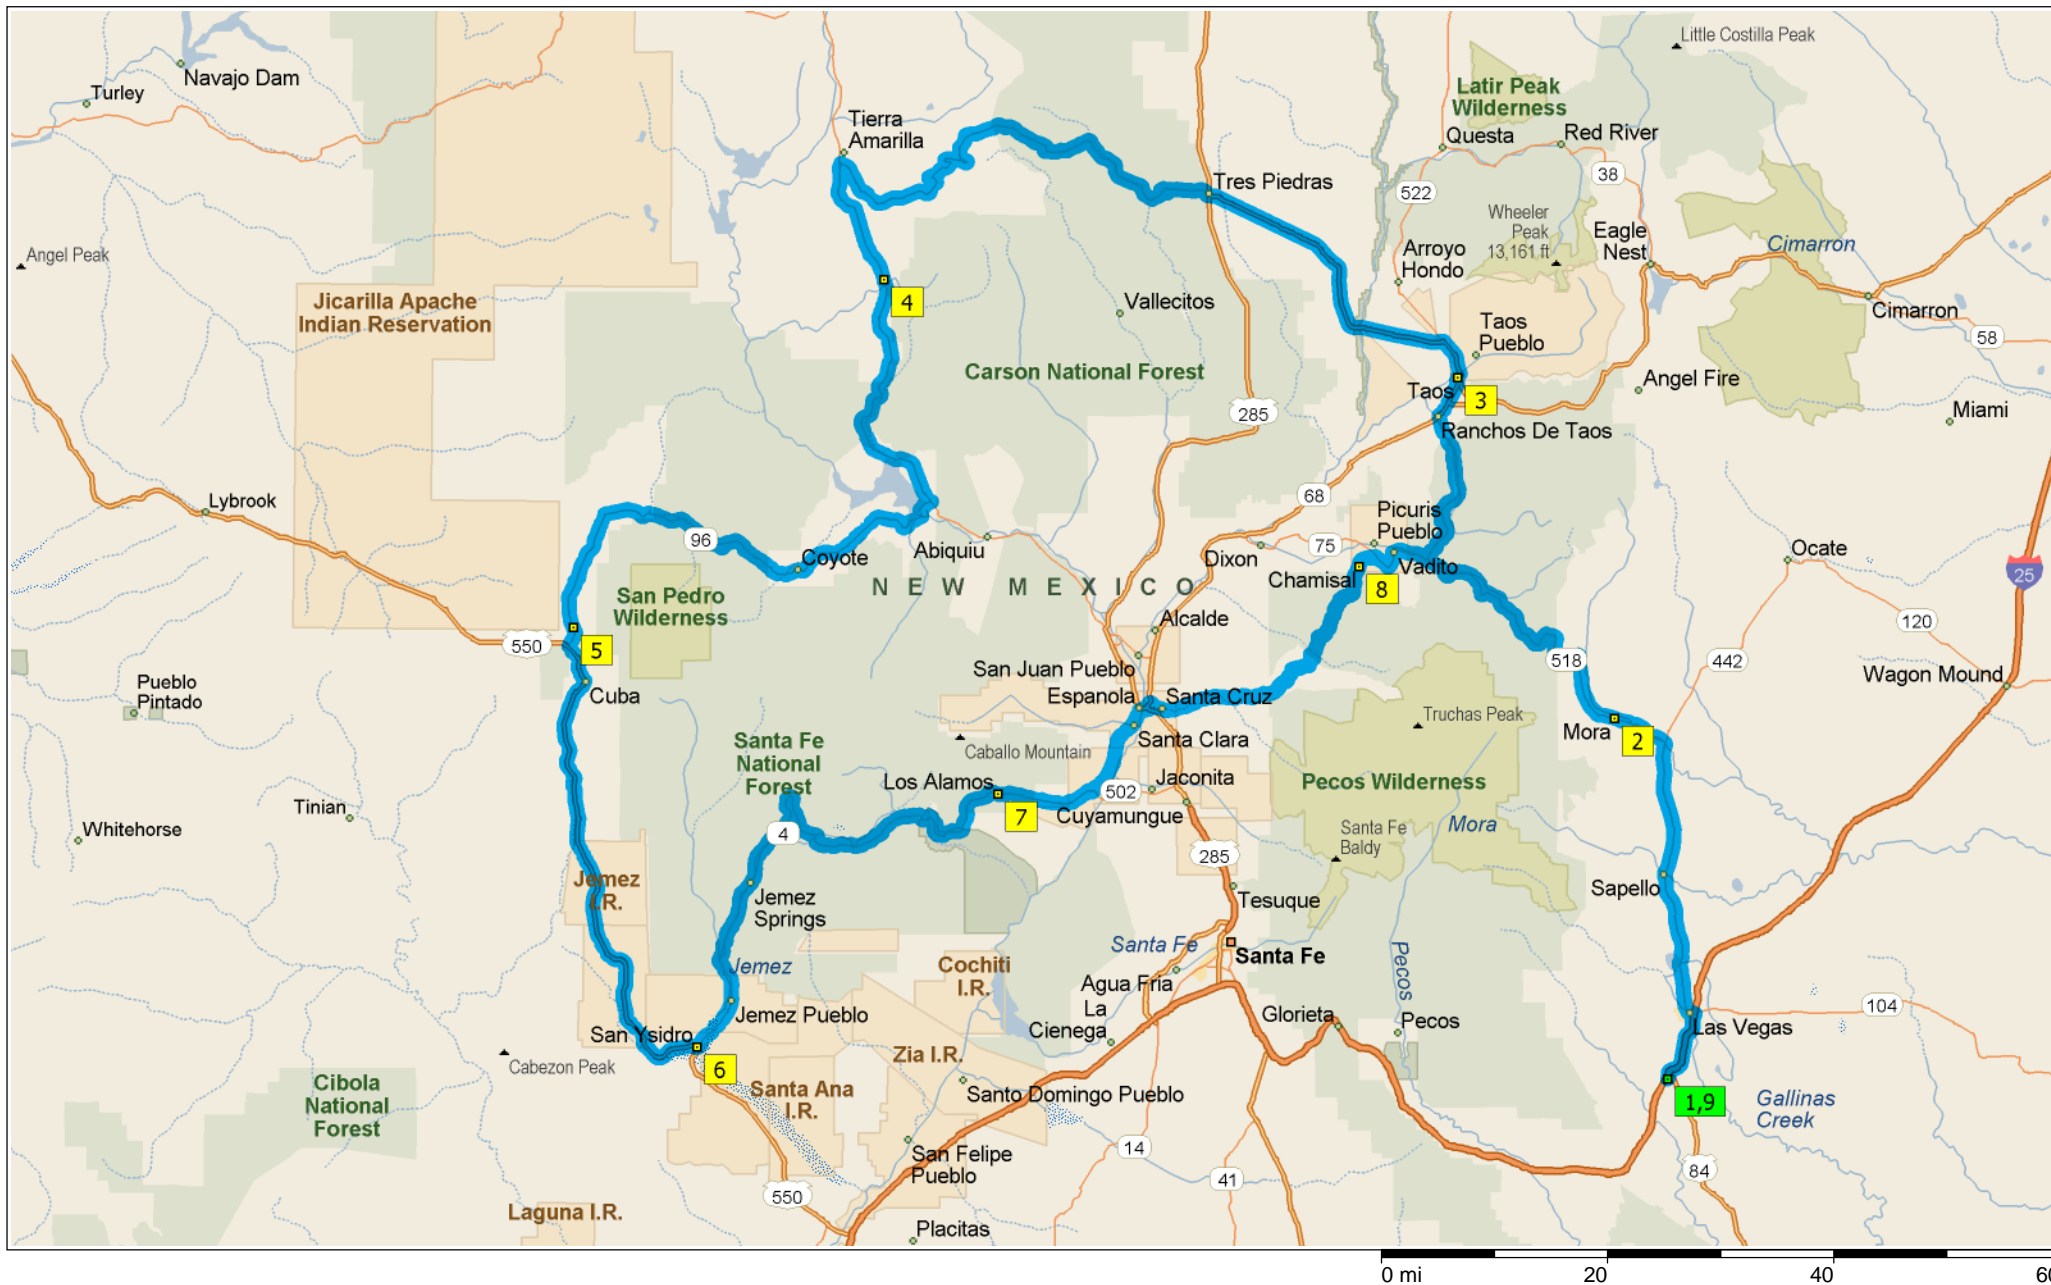 Little Costilla Peak
Navajo Dam
Turley
Latir Peak
Wilderness
Tierra
Amarilla
Questa
Red River
38
522
Tres Piedras
Wheeler
Peak
13,161 ft
Eagle
Nest
Cimarron
Angel Peak
Arroyo
Hondo
Jicarilla Apache
Indian Reservation
4
Vallecitos
Cimarron
Taos
Pueblo
58
Carson National Forest
Angel Fire
Taos
3
Miami
285
Ranchos De Taos
Lybrook
68
Picuris
Pueblo
96
Abiquiu
Coyote
75
Dixon
Ocate
Vadito
Chamisal
25
NEW MEXICO
8
San Pedro
Wilderness
Alcalde
120
550
5
518
442
San Juan Pueblo
Wagon Mound
Pueblo
Pintado
Cuba
Espanola
Santa Cruz
Truchas Peak
Mora
2
Santa Fe
National
Forest
Caballo Mountain
Santa Clara
Los Alamos
Jaconita
Pecos Wilderness
502
Tinian
7
Cuyamungue
Whitehorse
4
Santa Fe
Baldy
Mora
285
Jemez
I.R.
Sapello
Jemez
Springs
Tesuque
Santa Fe
Santa Fe
Jemez
Cochiti
I.R.
Pecos
Agua Fria
104
La
Cienega
Jemez Pueblo
Glorieta
Pecos
Las Vegas
San Ysidro
Zia I.R.
Cabezon Peak
6
Cibola
National
Forest
Santa Ana
I.R.
Santo Domingo Pueblo
1,9
Gallinas
Creek
14
San Felipe
Pueblo
84
41
550
Laguna I.R.
Placitas
0 mi
20
40